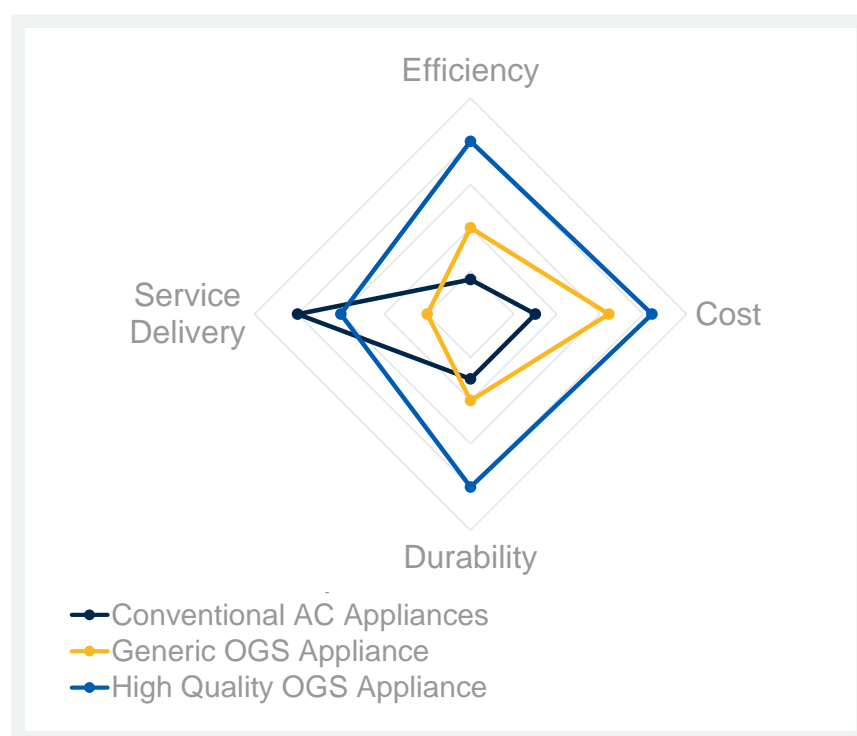 Efficiency
Service
Delivery
Cost
Durability
Conventional AC Appliances
Generic OGS Appliance
High Quality OGS Appliance